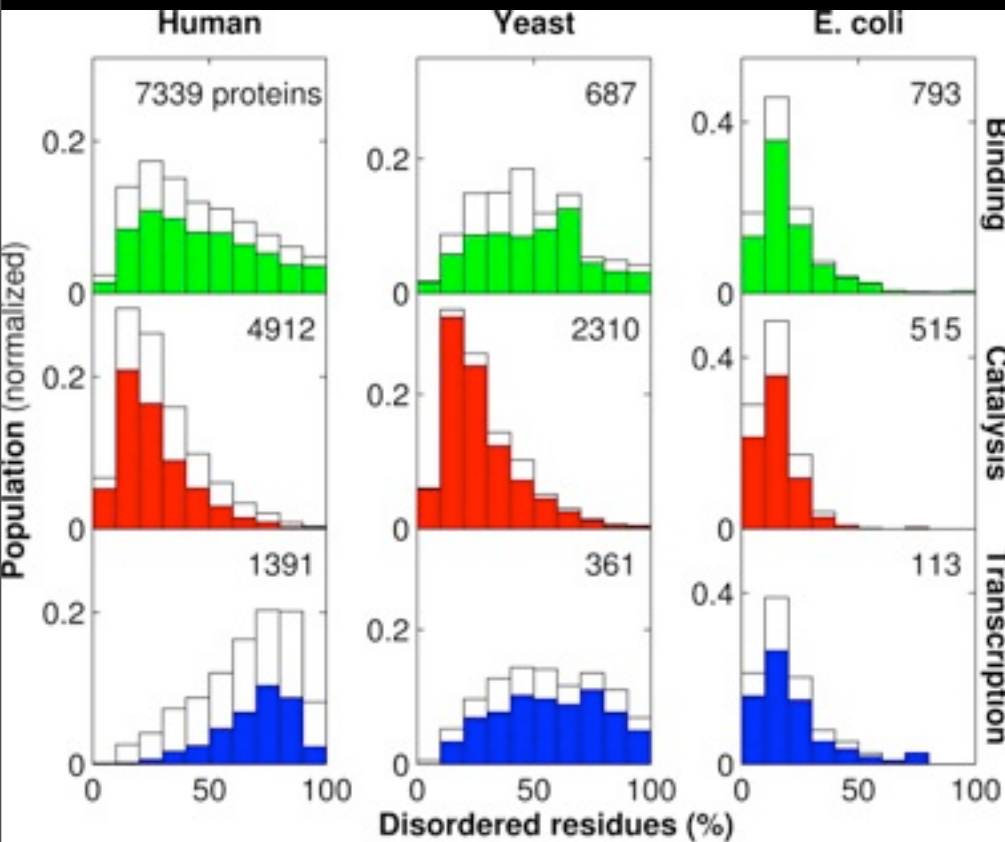 Human Yeast E. coli
7339 proteins 687 793
0.2 0.2 0.4
0 0 0
Binding
4912 2310 515
0.2 0.2 0.4
0 0 0
Catalysis
1391 361 113
0.2 0.2 0.4
0 0 0
Transcription
0 50 100 0 50 100 0 50 100
Population (normalized)
Disordered residues (%)